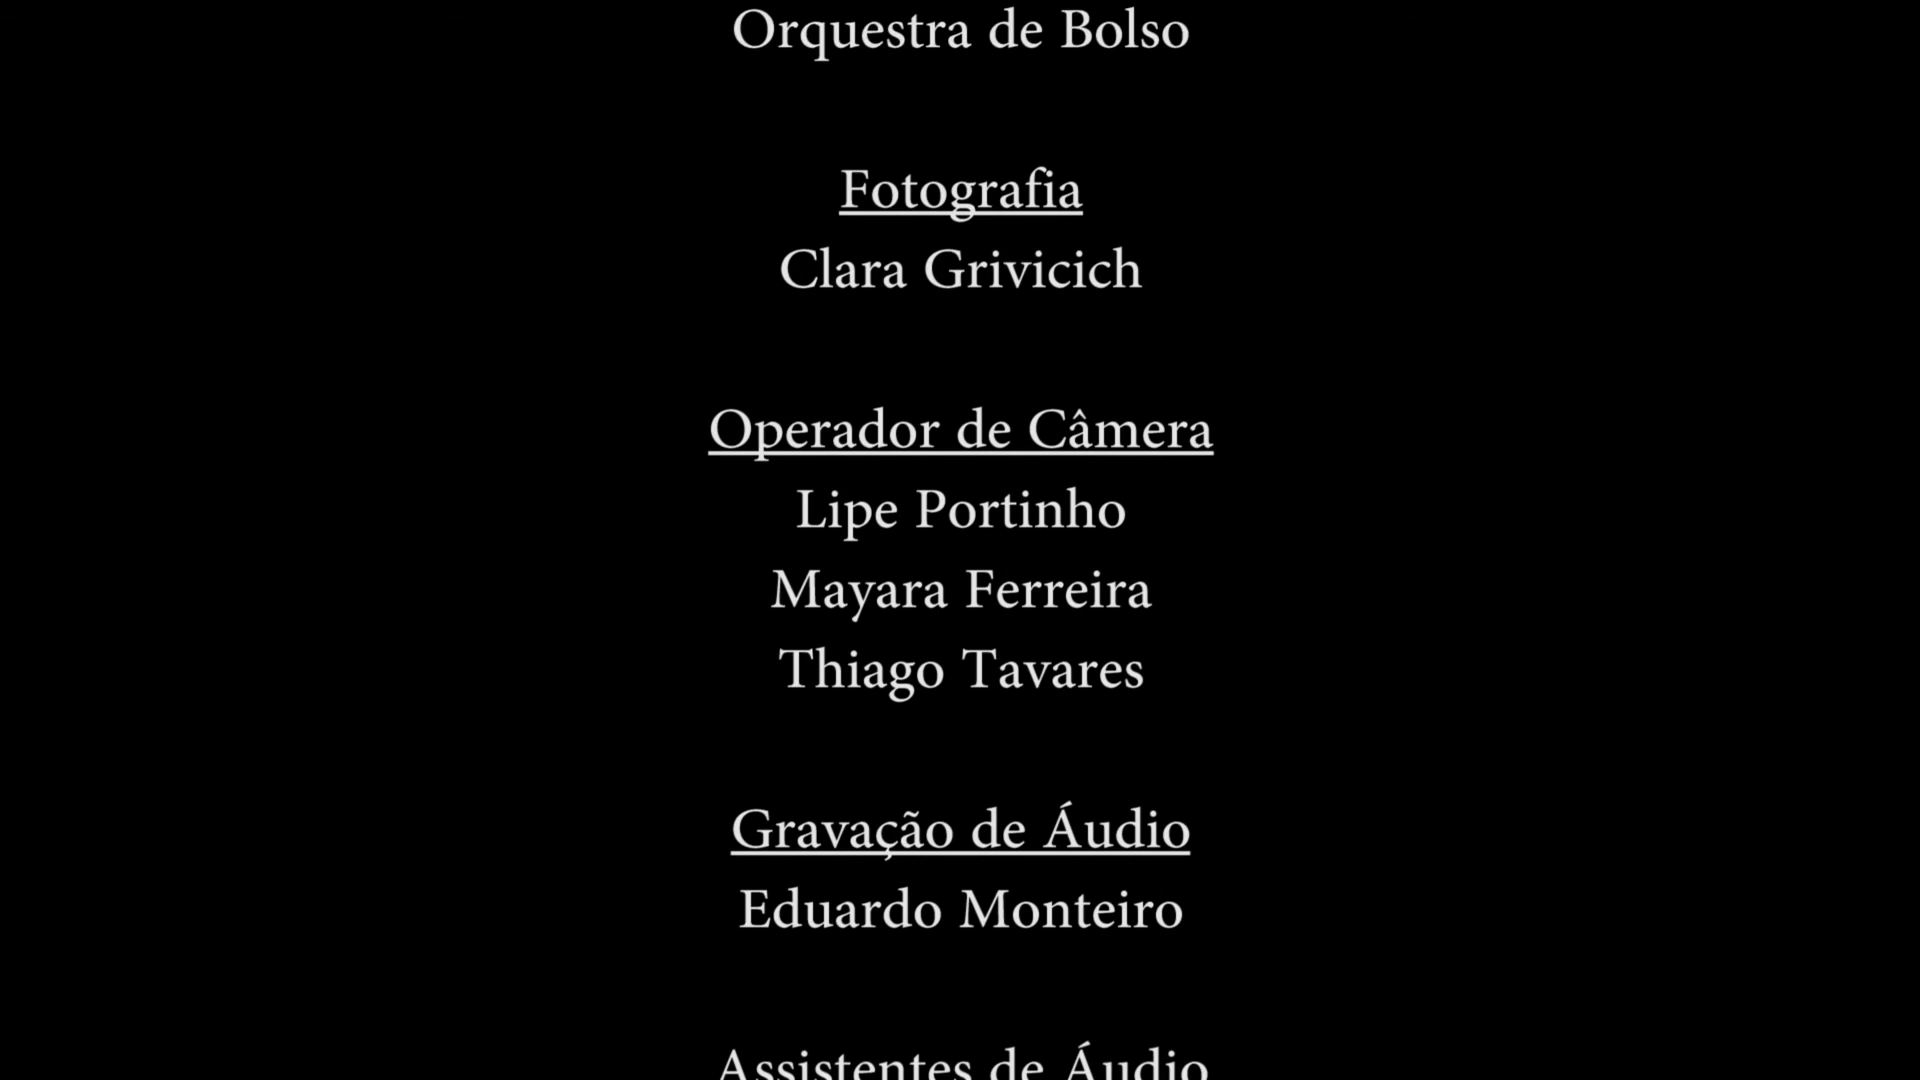 Orquestra de Bolso
Fotografia
Clara Grivicich
Operador de Câmera
Lipe Portinho
Mayara Ferreira
Thiago Tavares
Gravação de Áudio
Eduardo Monteiro
Assistentes de Áudio